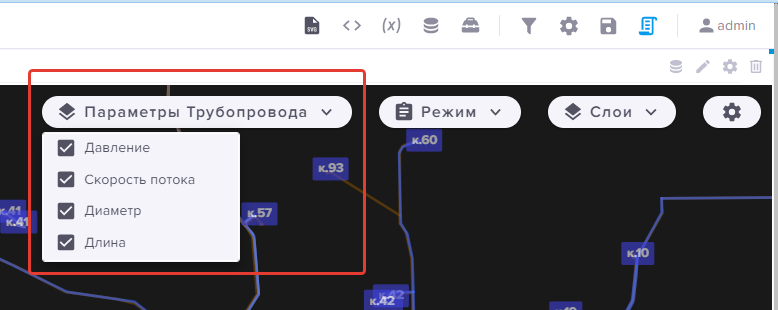 SVG
(x)
admin
Параметры Трубопровода
Режим
Слои
Давление
Скорость потока
Диаметр
Длина
к.60
к.93
к.41
к.41
к.57
к.10
к.42
к.42